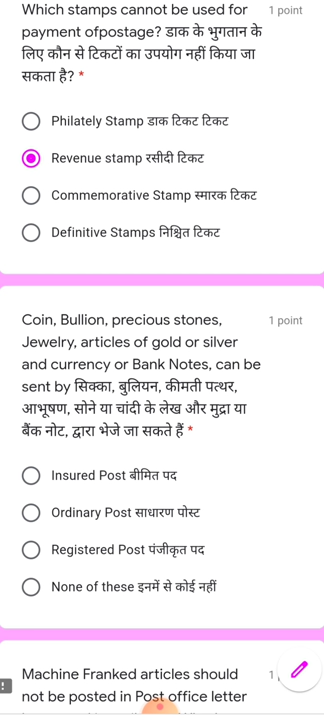 Which stamps cannot be used for 1 point
payment ofpostage? डाक के भुगतान के
लिए कौन से टिकटों का उपयोग नहीं किया जा
सकता है? *
Philately Stamp डाक टिकट टिकट
Revenue stamp रसीदी टिकट
Commemorative Stamp स्मारक टिकट
Definitive Stamps निश्चित टिकट
Coin, Bullion, precious stones, 1 point
Jewelry, articles of gold or silver
and currency or Bank Notes, can be
sent by सिक्का, बुलियन, कीमती पत्थर,
आभूषण, सोने या चांदी के लेख और मुद्रा या
बैंक नोट, द्वारा भेजे जा सकते हैं *
Insured Post बीमित पद
Ordinary Post साधारण पोस्ट
Registered Post पंजीकृत पद
None of these इनमें से कोई नहीं
Machine Franked articles should 1
not be posted in Post office letter